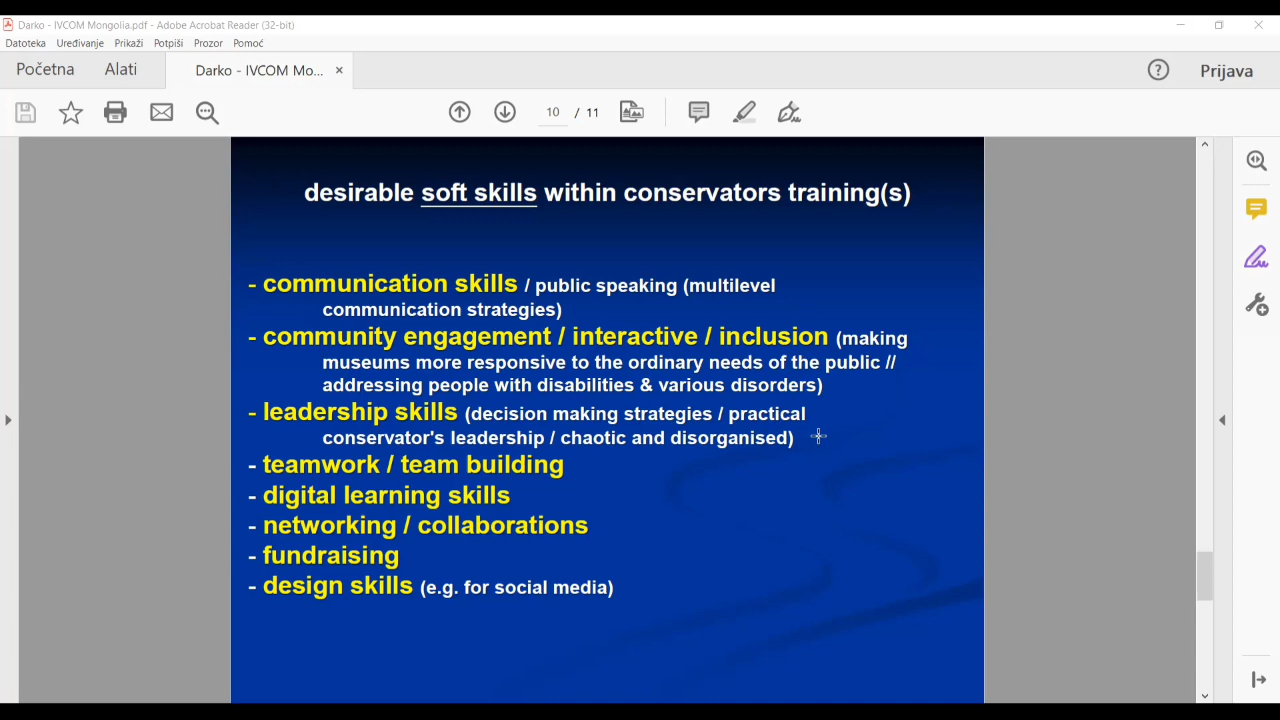 Darko - IVCOM Mongolia.pdf - Adobe Acrobat Reader (32-bit)
Datoteka Uređivanje Prikaži Potpiši Prozor Pomoć
Početna Alati Darko - IVCOM Mo... Prijava
10 / 11
desirable soft skills within conservators training(s)
- communication skills / public speaking (multilevel
communication strategies)
- community engagement / interactive / inclusion (making
museums more responsive to the ordinary needs of the public //
addressing people with disabilities & various disorders)
- leadership skills (decision making strategies / practical
conservator's leadership / chaotic and disorganised)
- teamwork / team building
- digital learning skills
- networking / collaborations
- fundraising
- design skills (e.g. for social media)